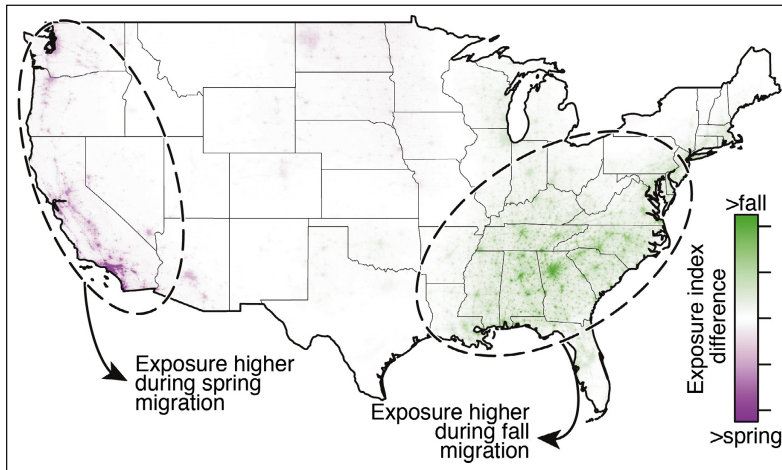 >fall
Exposure index
difference
>spring
Exposure higher
during spring
migration
Exposure higher
during fall
migration